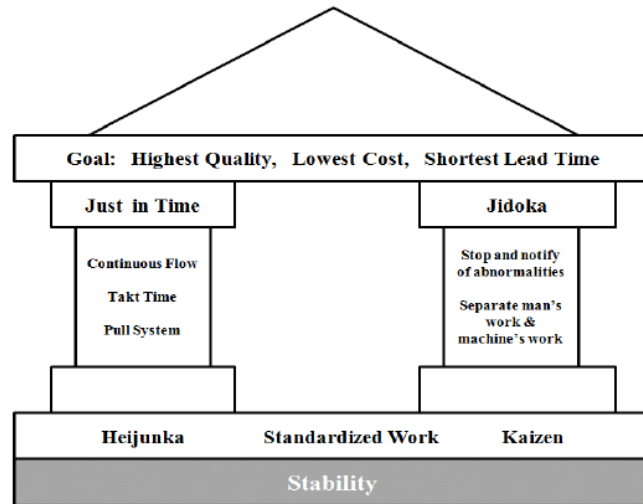 Goal: Highest Quality, Lowest Cost, Shortest Lead Time
Just in Time
Jidoka
Continuous Flow
Takt Time
Pull System
Stop and notify
of abnormalities
Separate man's
work &
machine's work
Heijunka Standardized Work Kaizen
Stability